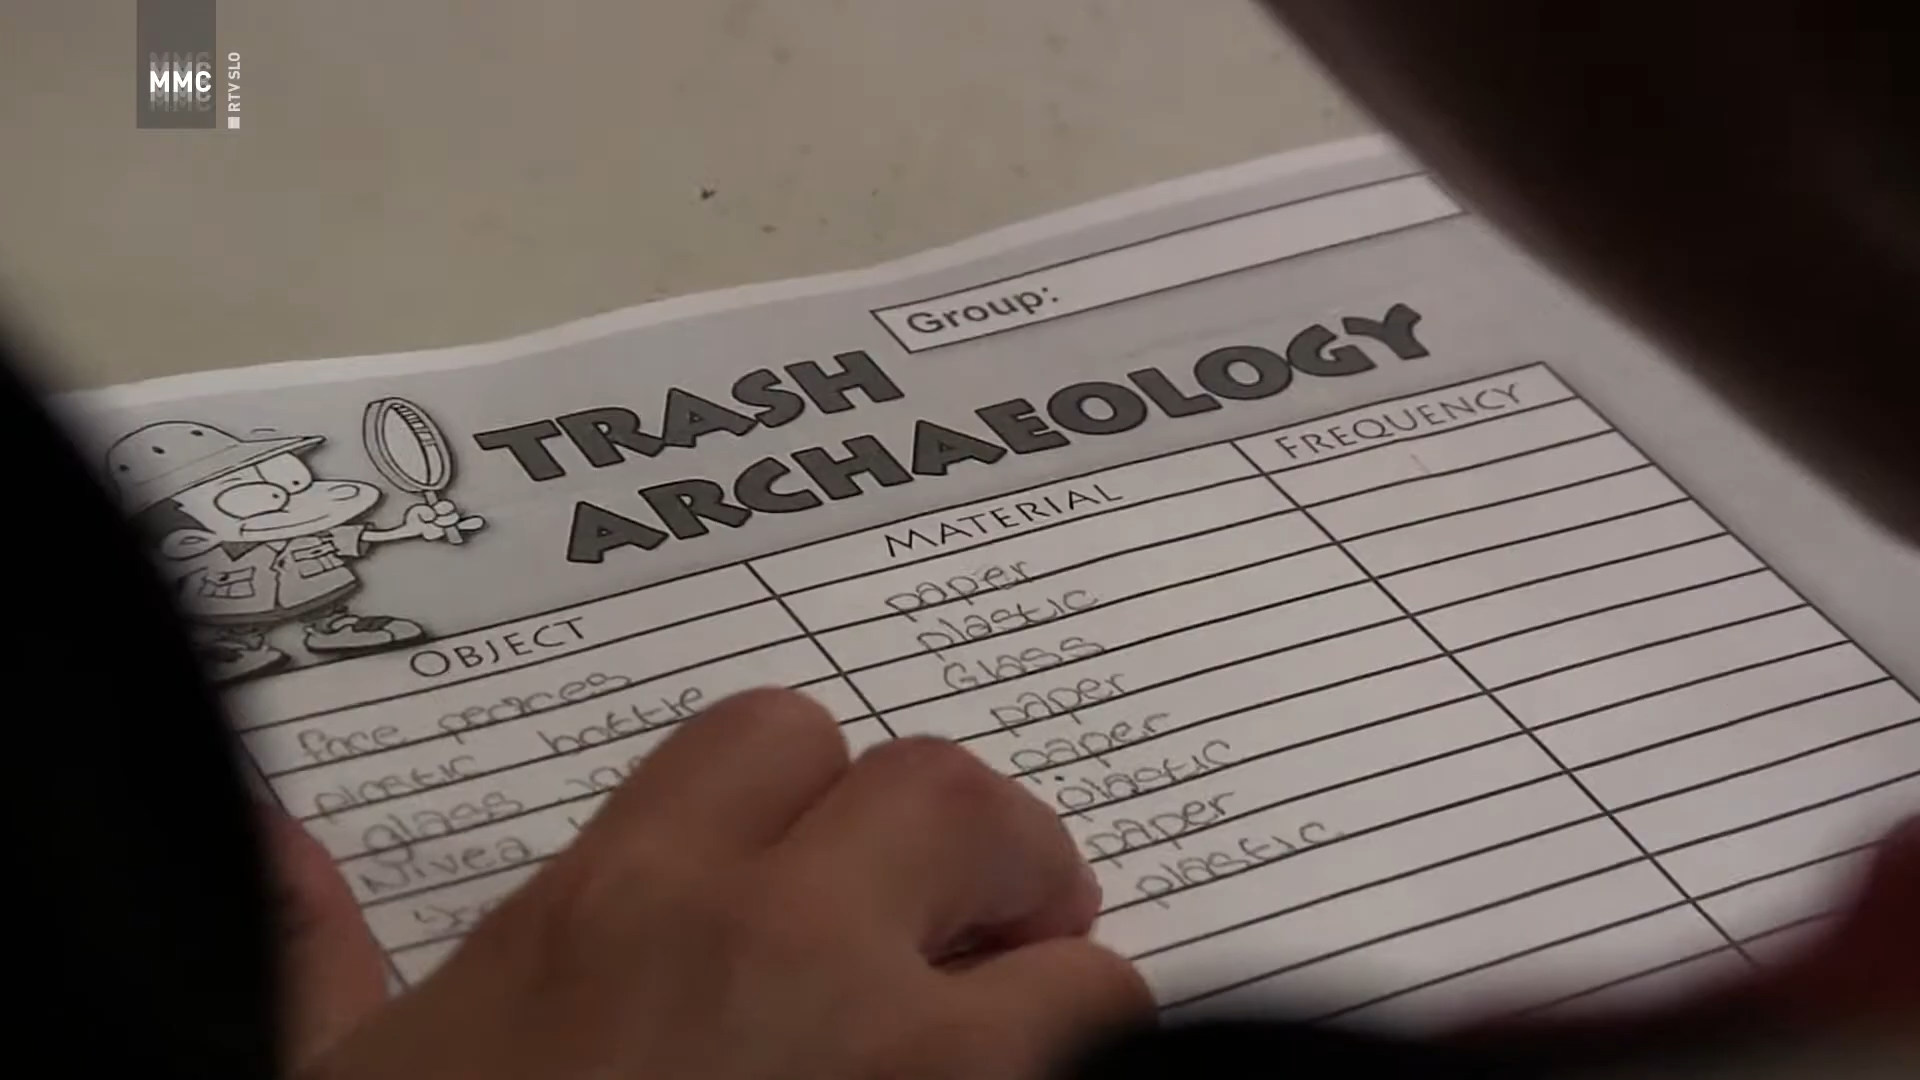 MMC
RTV SLO
Group:
TRASH
ARCHAEOLOGY
OBJECT MATERIAL FREQUENCY
face paper 1
plastic bottle plastic
glass Glass
Nivea paper
paper
plastic
paper
plastic